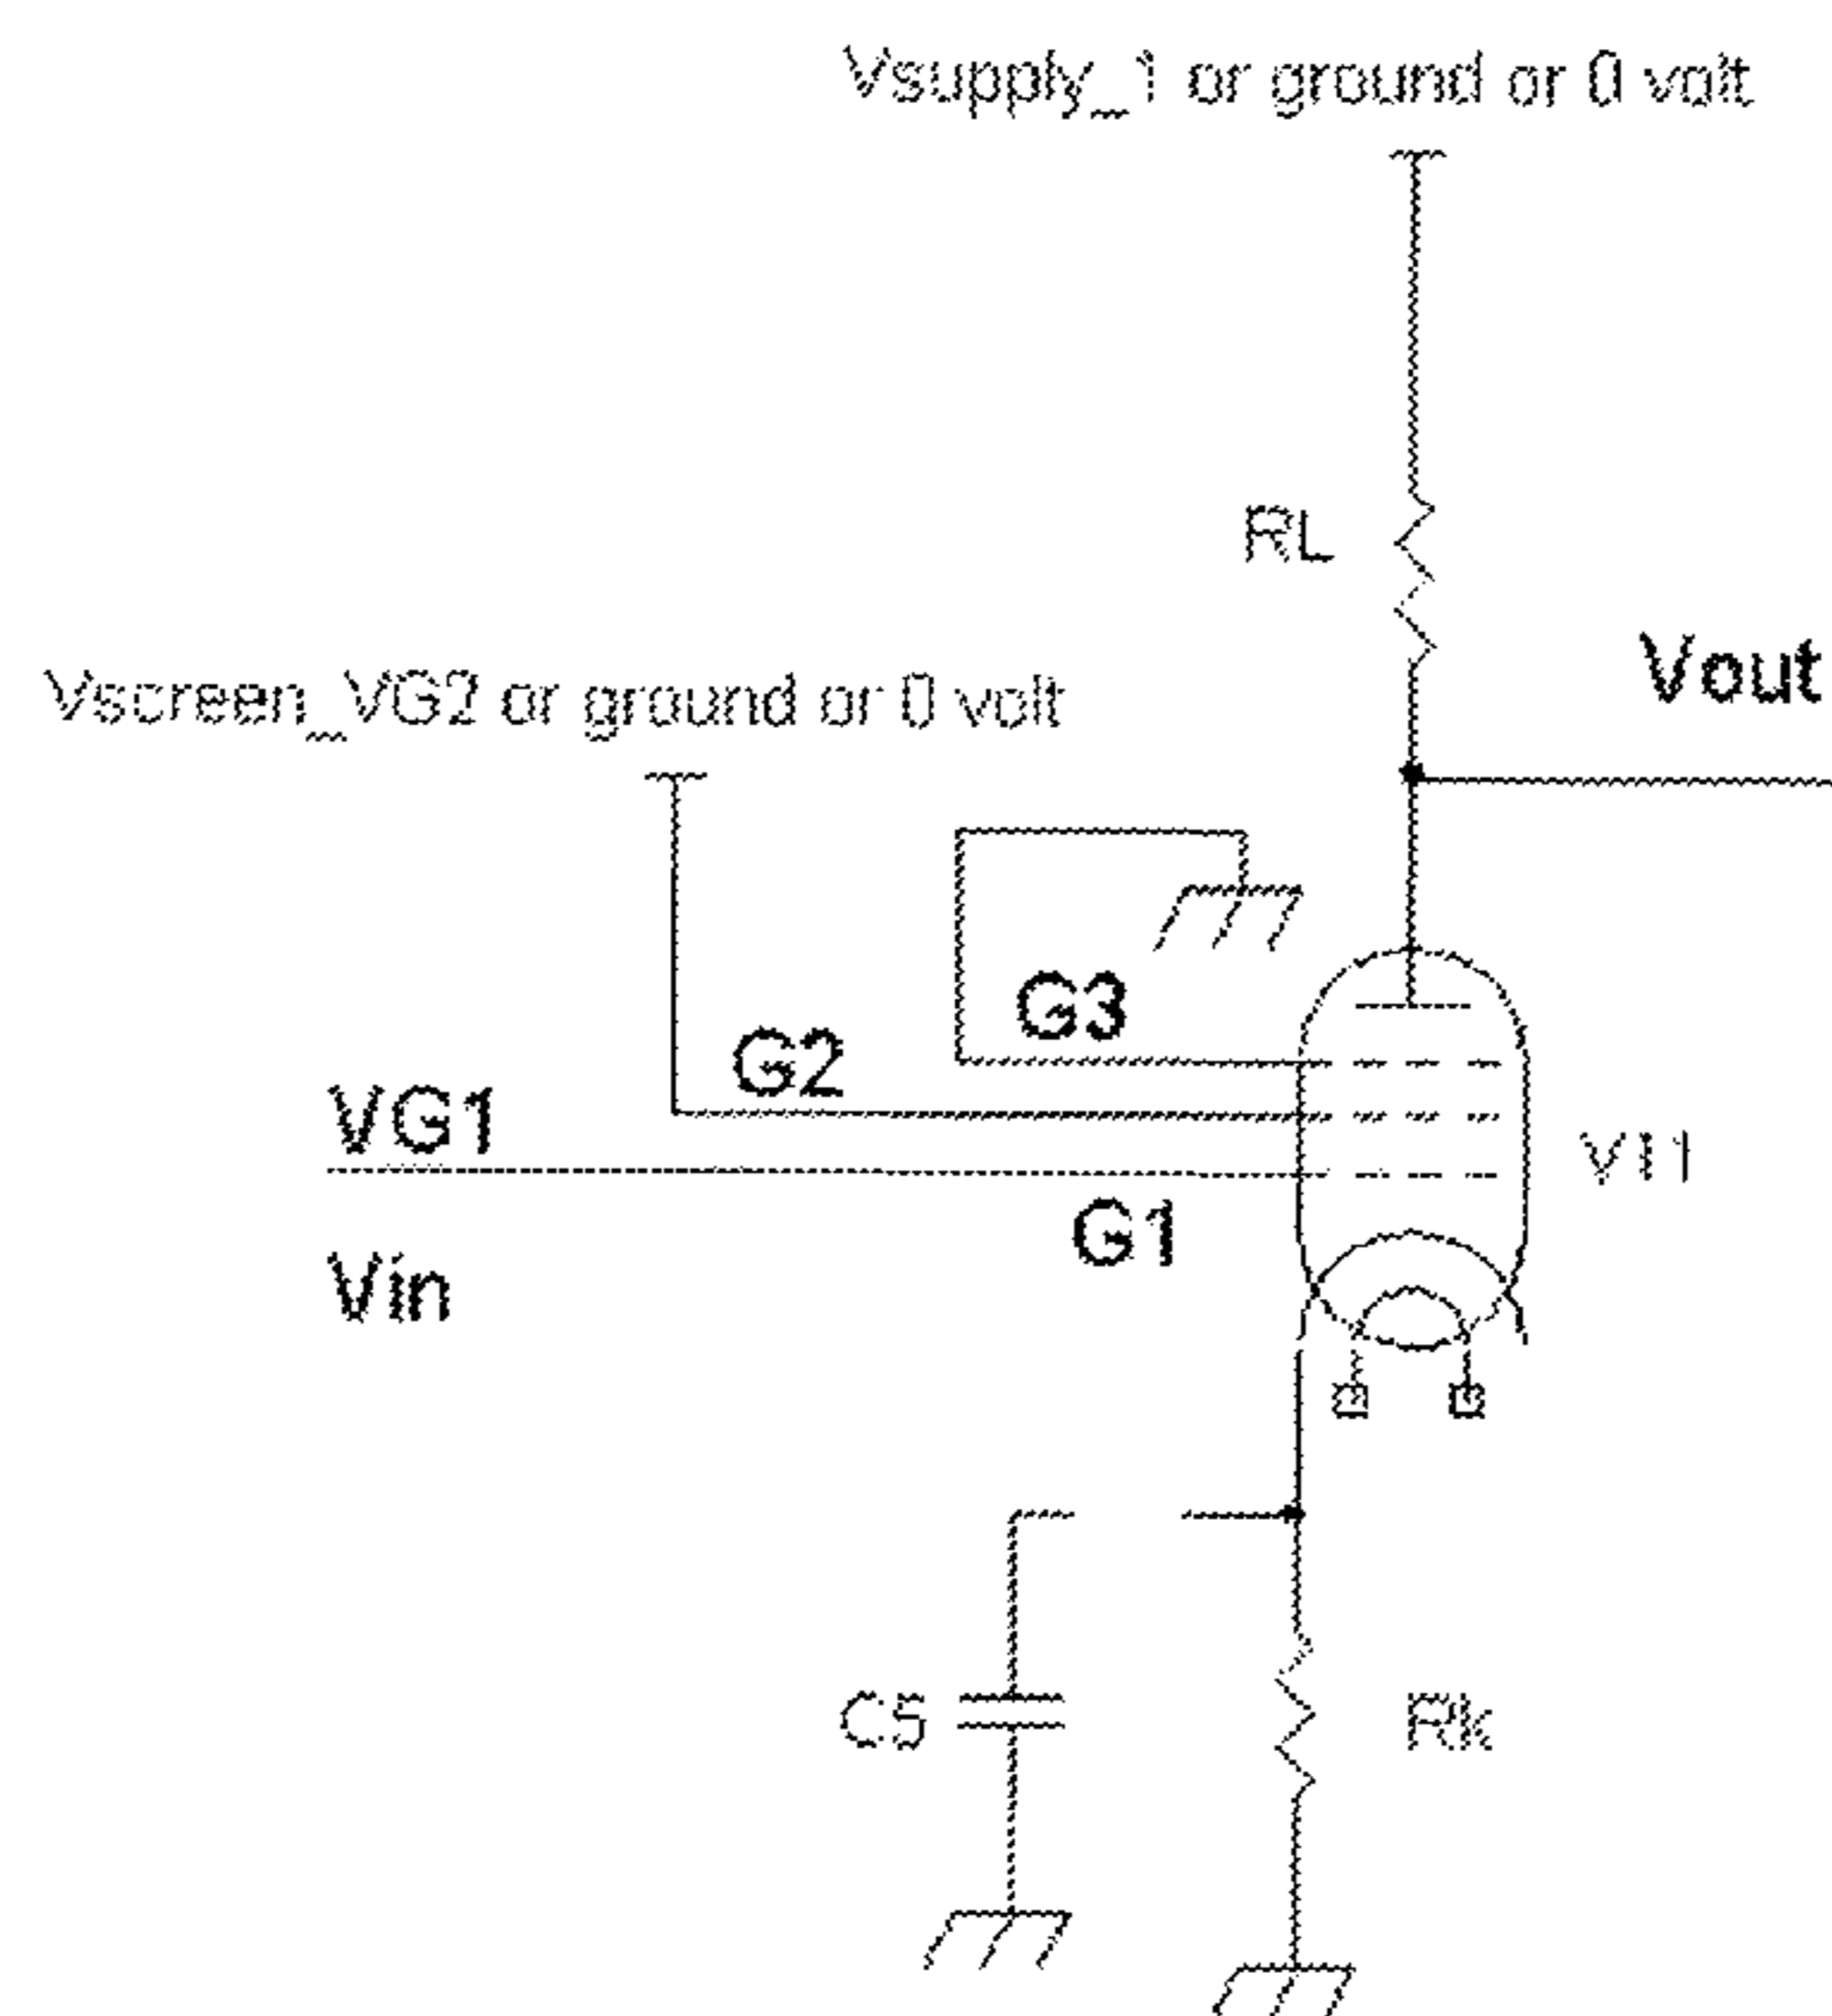 Vsupply_1 or ground or 0 volt
RL
Vout
Vscreen_VG2 or ground or 0 volt
G3
G2
VG1
V11
G1
Vin
C5
Rk